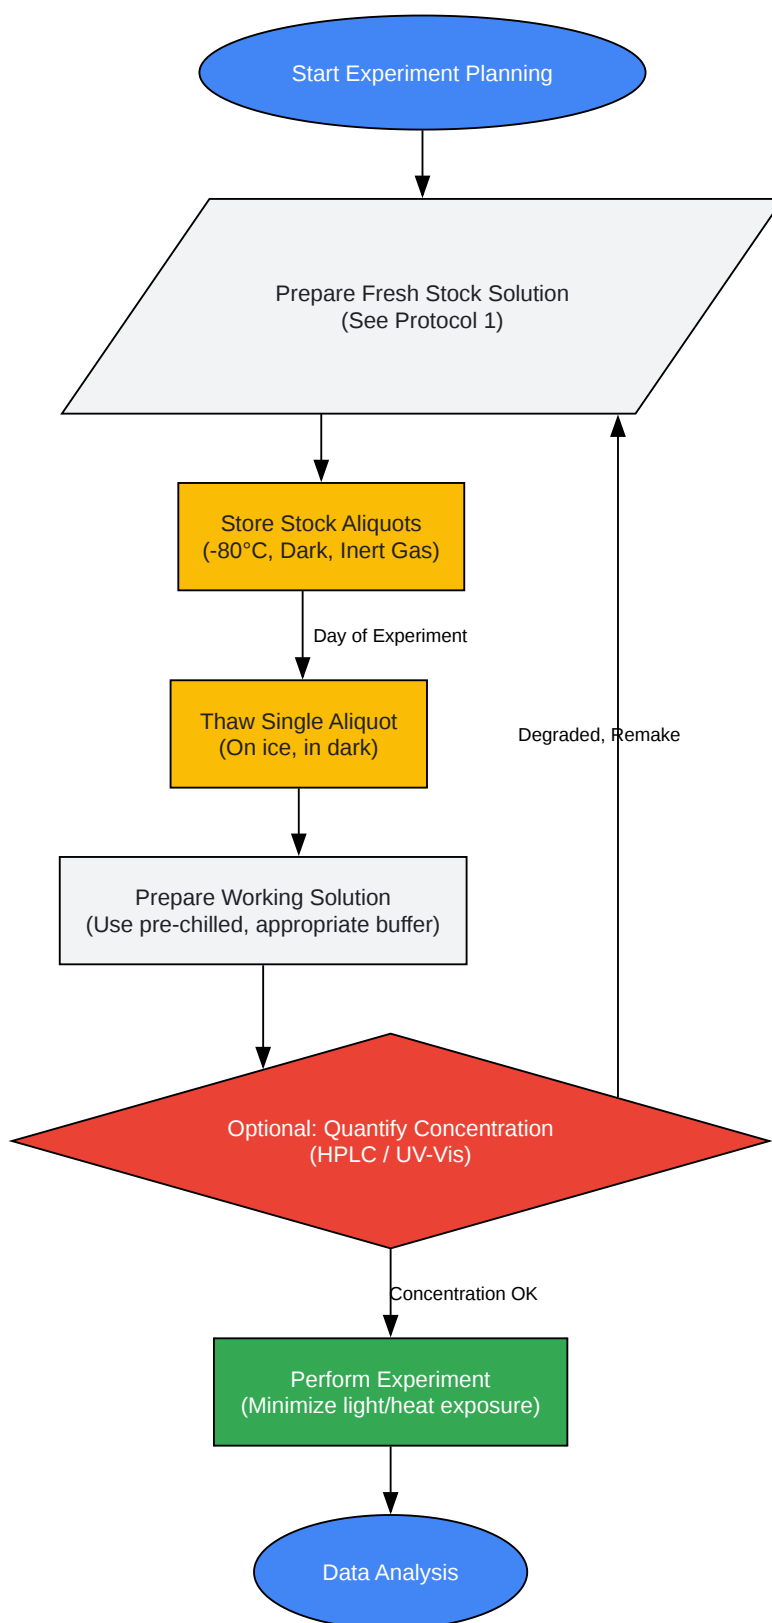 Start Experiment Planning
Prepare Fresh Stock Solution
(See Protocol 1)
Store Stock Aliquots
(-80°C, Dark, Inert Gas)
Day of Experiment
Thaw Single Aliquot
(On ice, in dark)
Degraded, Remake
Prepare Working Solution
(Use pre-chilled, appropriate buffer)
Optional: Quantify Concentration
(HPLC / UV-Vis)
Concentration OK
Perform Experiment
(Minimize light/heat exposure)
Data Analysis